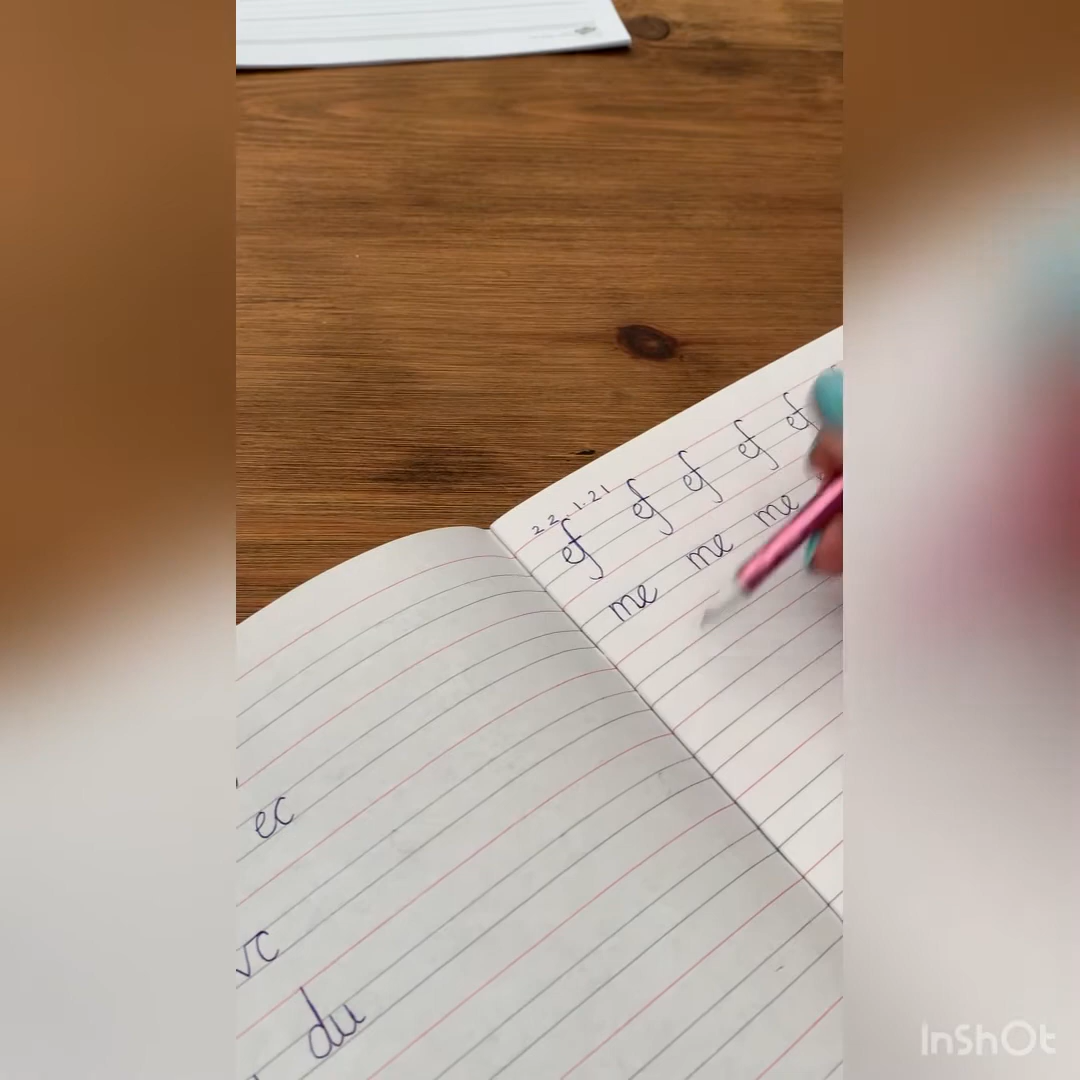 22.1.21
ef ef ef ef ef
me me me
ec
du
InShOt